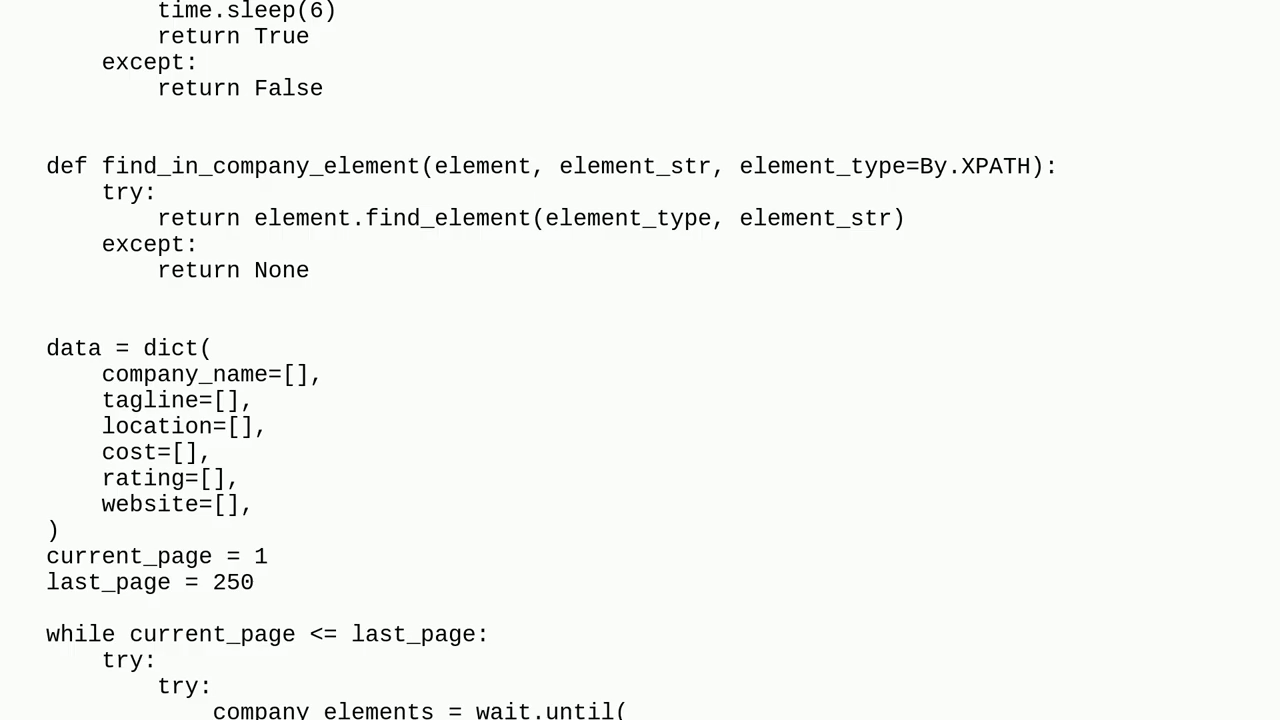 time.sleep(6)
        return True
    except:
        return False
def find_in_company_element(element, element_str, element_type=By.XPATH):
    try:
        return element.find_element(element_type, element_str)
    except:
        return None
data = dict(
    company_name=[],
    tagline=[],
    location=[],
    cost=[],
    rating=[],
    website=[],
)
current_page = 1
last_page = 250
while current_page <= last_page:
    try:
        try:
            company_elements = wait.until(